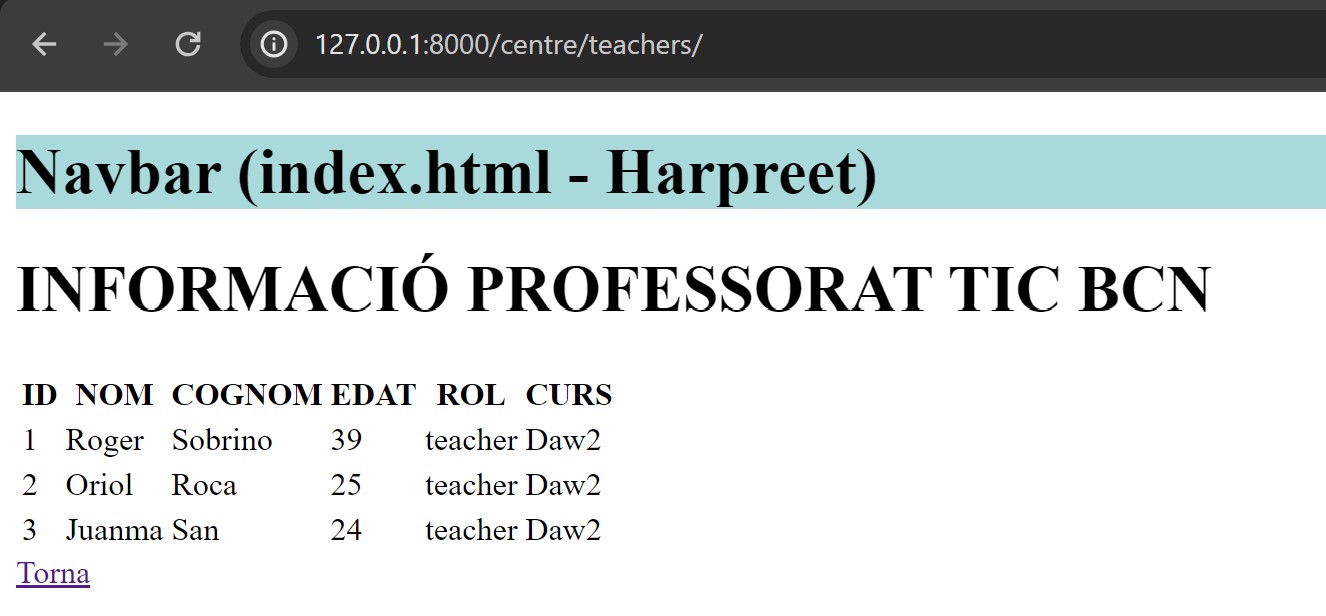 127.0.0.1:8000/centre/teachers/
Navbar (index.html - Harpreet)
INFORMACIÓ PROFESSORAT TIC BCN
ID NOM COGNOM EDAT ROL CURS
1 Roger Sobrino 39 teacher Daw2
2 Oriol Roca 25 teacher Daw2
3 Juanma San 24 teacher Daw2
Torna